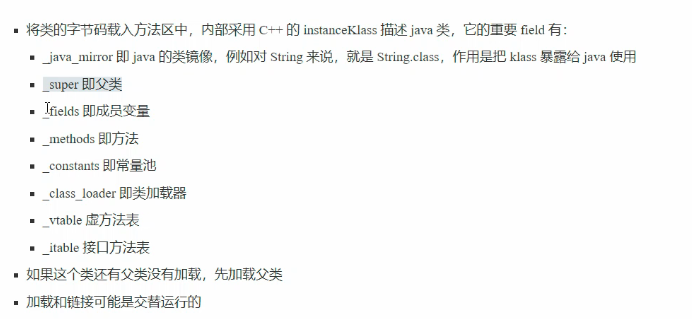 将类的字节码载入方法区中，内部采用 C++ 的 instanceKlass 描述 java 类，它的重要 field 有：
_java_mirror 即 java 的类镜像，例如对 String 来说，就是 String.class，作用是把 klass 暴露给 java 使用
_super 即父类
_fields 即成员变量
_methods 即方法
_constants 即常量池
_class_loader 即类加载器
_vtable 虚方法表
_itable 接口方法表
如果这个类还有父类没有加载，先加载父类
加载和链接可能是交替运行的